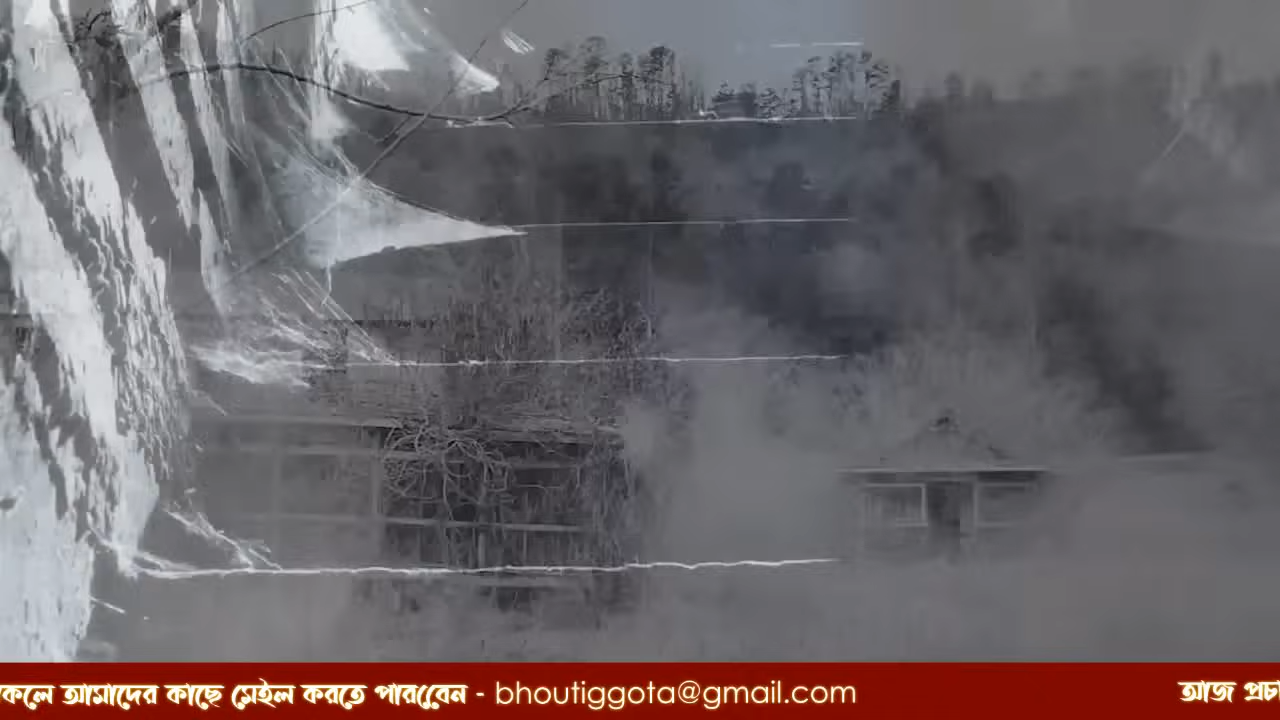 কেলে আমাদের কাছে মেইল করতে পারবেন - bhoutiggota@gmail.com আজ প্রচা